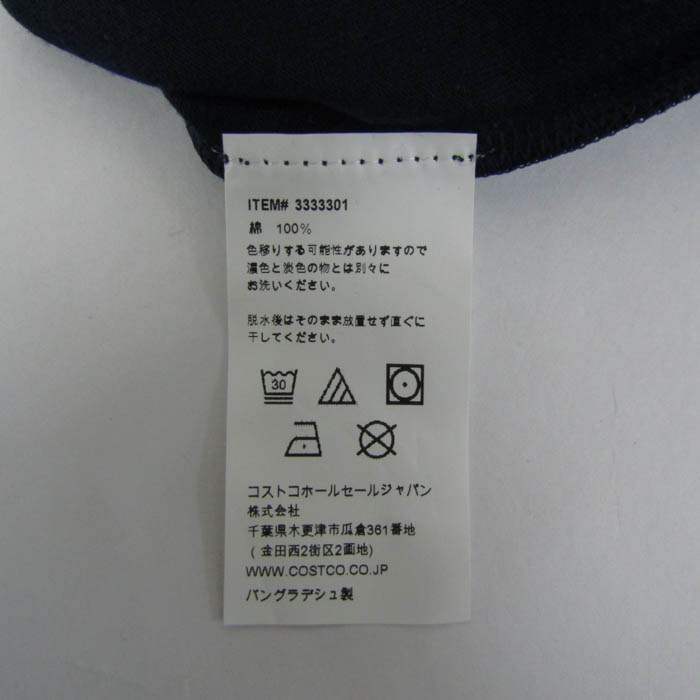 ITEM# 3333301
綿 100%
色移りする可能性がありますので
濃色と淡色の物とは別々に
お洗いください。
脱水後はそのまま放置せず直ぐに
干してください。
30
コストコホールセールジャパン
株式会社
千葉県木更津市瓜倉361番地
( 金田西2街区2画地)
WWW.COSTCO.CO.JP
バングラデシュ製